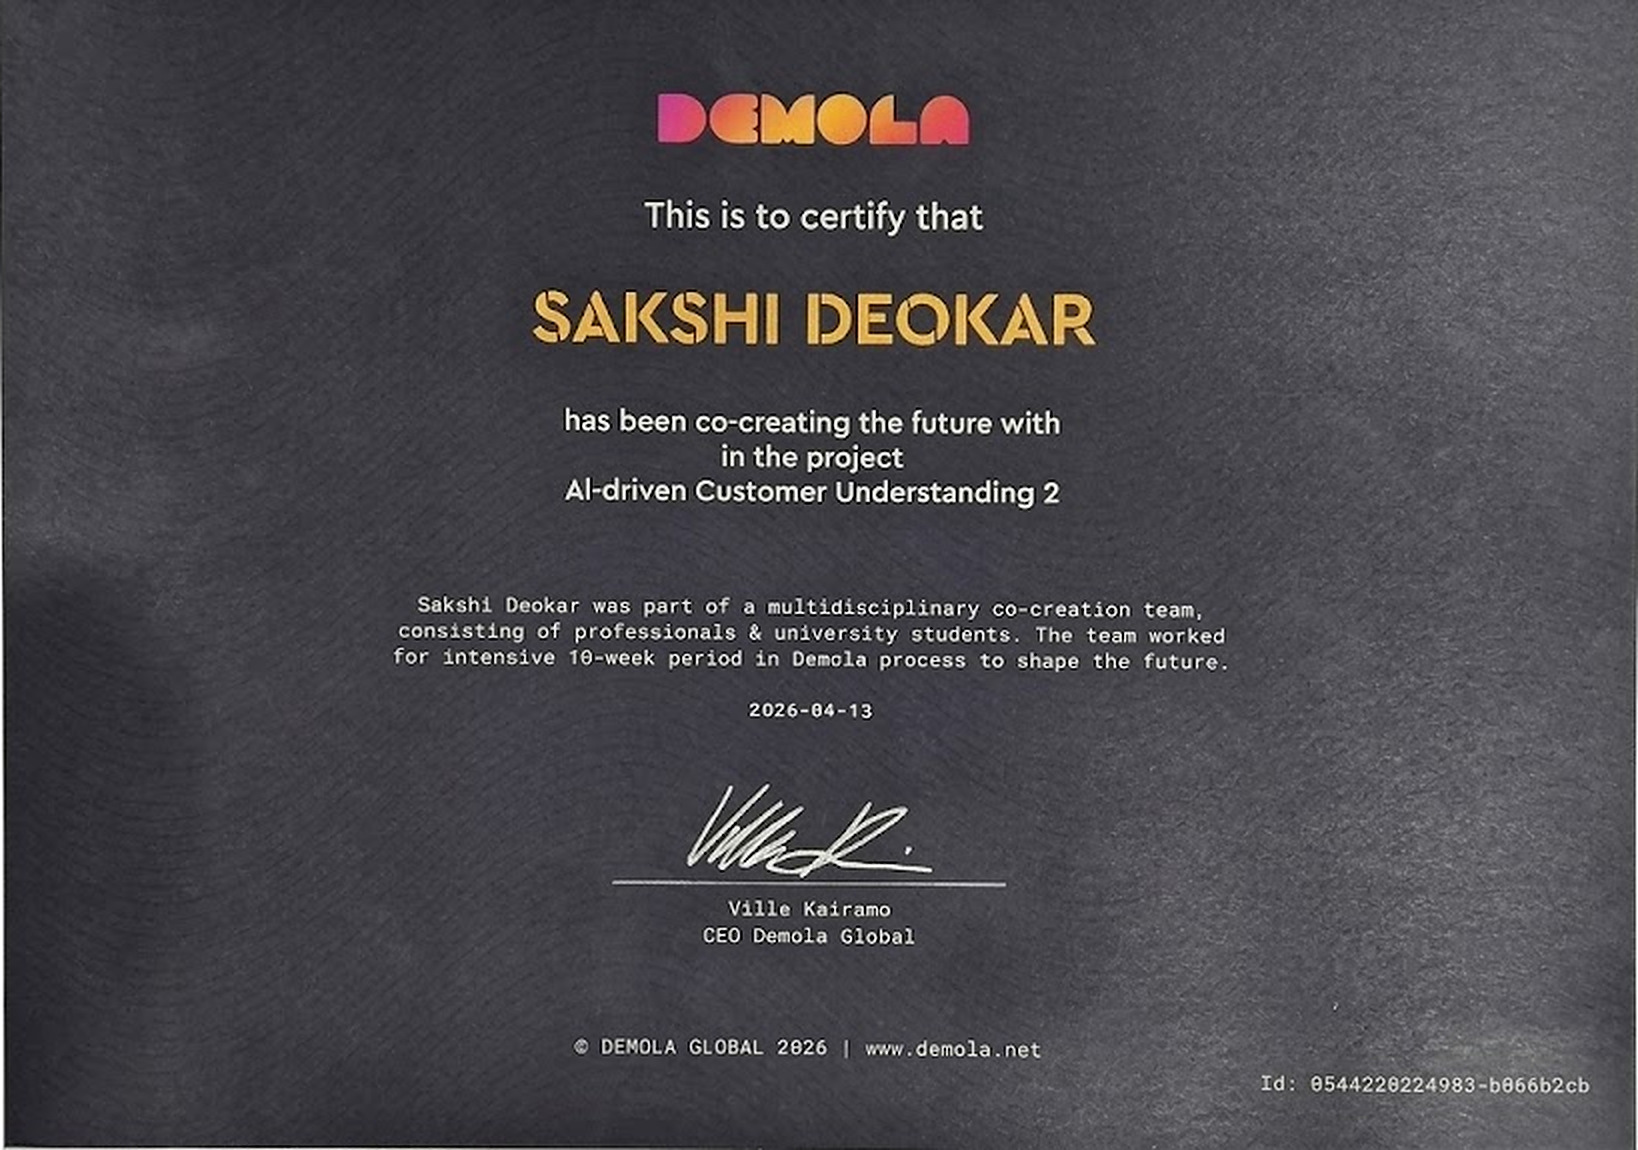 DEMOLA
This is to certify that
SAKSHI DEOKAR
has been co-creating the future with
in the project
AI-driven Customer Understanding 2
Sakshi Deokar was part of a multidisciplinary co-creation team,
consisting of professionals & university students. The team worked
for intensive 10-week period in Demola process to shape the future.
2026-04-13
Ville Kairamo
CEO Demola Global
© DEMOLA GLOBAL 2026 | www.demola.net
Id: 0544220224983-b066b2cb